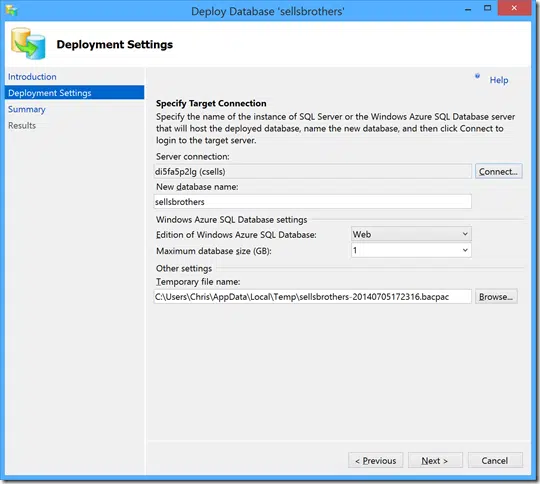 Deploy Database 'sellsbrothers'
Deployment Settings
Introduction
Deployment Settings
Summary
Results
Help
Specify Target Connection
Specify the name of the instance of SQL Server or the Windows Azure SQL Database server
that will host the deployed database, name the new database, and then click Connect to
login to the target server.
Server connection:
di5fa5p2lg (csells)
Connect...
New database name:
sellsbrothers
Windows Azure SQL Database settings
Edition of Windows Azure SQL Database:
Web
Maximum database size (GB):
1
Other settings
Temporary file name:
C:\Users\Chris\AppData\Local\Temp\sellsbrothers-20140705172316.bacpac
Browse...
< Previous
Next >
Cancel